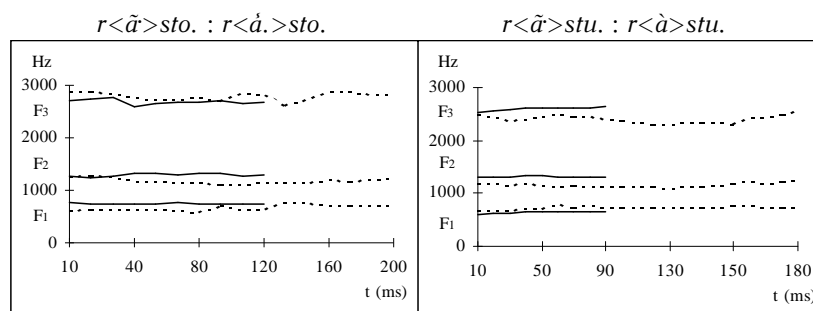 r<ã˙>sto. : r<ǡ.>sto.
r<ã˙>stu. : r<à>stu.
Hz
3000
F3
2000
F2
1000
F1
0
10 40 80 120 160 200
t (ms)
Hz
3000
F3
2000
F2
1000
F1
0
10 50 90 130 150 180
t (ms)